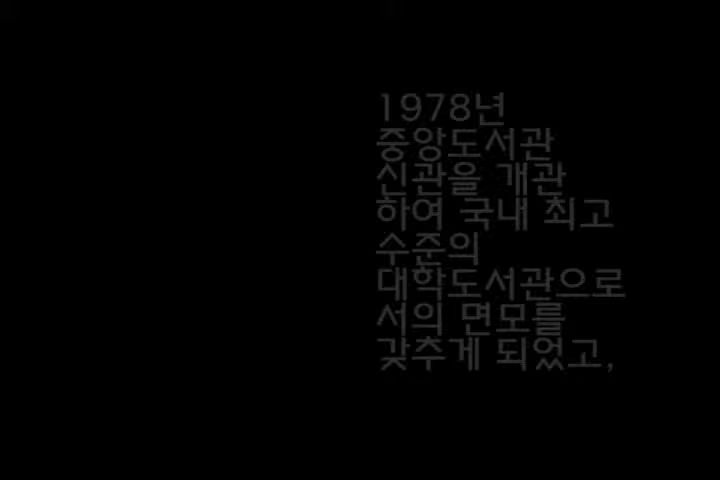 1978년
중앙도서관
신관을 개관
하여 국내 최고
수준의
대학도서관으로
서의 면모를
갖추게 되었고,